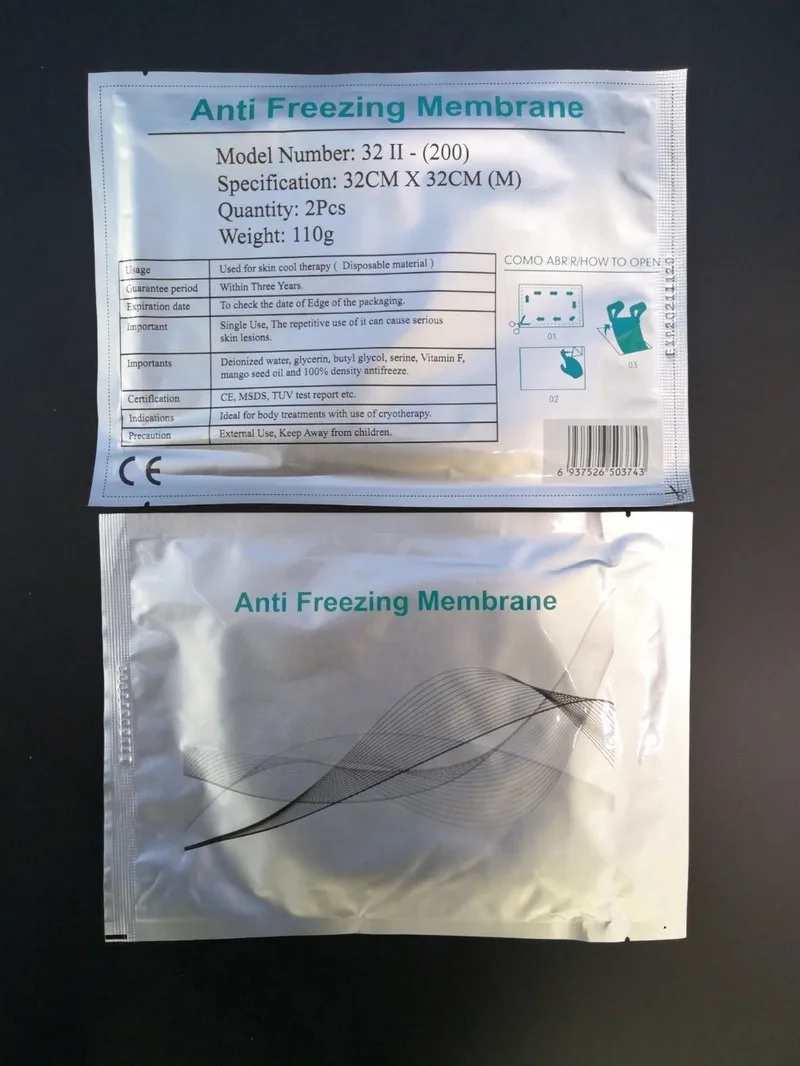 Anti Freezing Membrane
Model Number: 32 II - (200)
Specification: 32CM X 32CM (M)
Quantity: 2Pcs
Weight: 110g
Usage Used for skin cool therapy ( Disposable material )
Guarantee period Within Three Years.
Expiration date To check the date of Edge of the packaging.
Important Single Use, The repetitive use of it can cause serious
skin lesions.
Importants Deionized water, glycerin, butyl glycol, serine, Vitamin F,
mango seed oil and 100% density antifreeze.
Certification CE, MSDS, TUV test report etc.
Indications Ideal for body treatments with use of cryotherapy.
Precaution External Use, Keep Away from children.
COMO ABRIR/HOW TO OPEN
01
02
03
6 937526 503743
CE
Anti Freezing Membrane